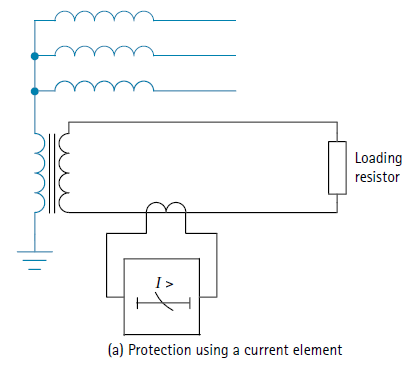 Loading
resistor
I >
(a) Protection using a current element